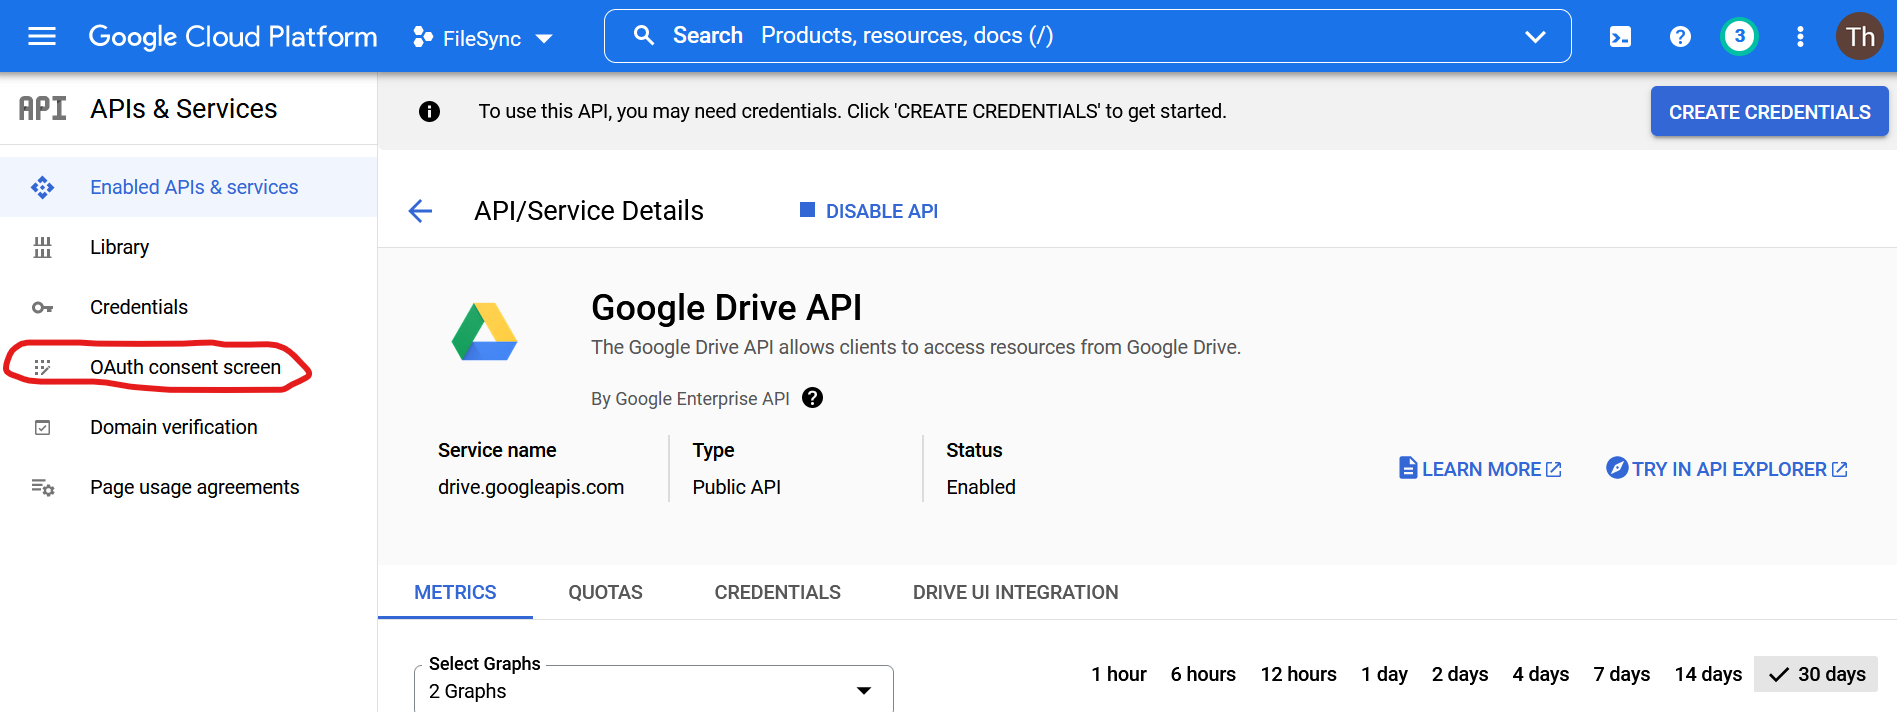 Google Cloud Platform
FileSync
Search Products, resources, docs (/)
3
Th
API APIs & Services
Enabled APIs & services
Library
Credentials
OAuth consent screen
Domain verification
Page usage agreements
To use this API, you may need credentials. Click 'CREATE CREDENTIALS' to get started.
CREATE CREDENTIALS
API/Service Details
DISABLE API
Google Drive API
The Google Drive API allows clients to access resources from Google Drive.
By Google Enterprise API
Service name
drive.googleapis.com
Type
Public API
Status
Enabled
LEARN MORE
TRY IN API EXPLORER
METRICS QUOTAS CREDENTIALS DRIVE UI INTEGRATION
Select Graphs
2 Graphs
1 hour 6 hours 12 hours 1 day 2 days 4 days 7 days 14 days 30 days